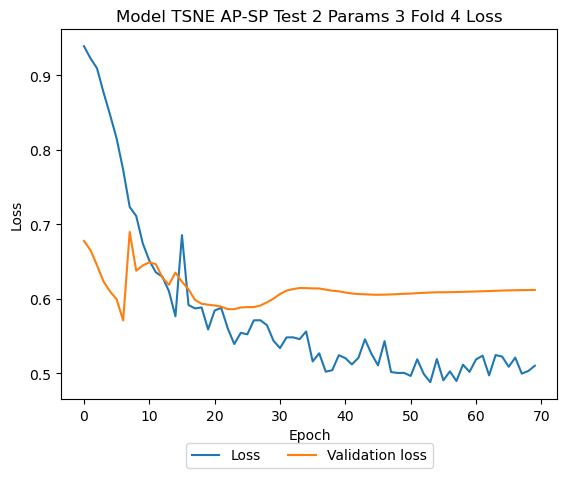 Model TSNE AP-SP Test 2 Params 3 Fold 4 Loss
0.9
0.8
0.7
0.6
0.5
Loss
0 10 20 30 40 50 60 70
Epoch
Loss Validation loss